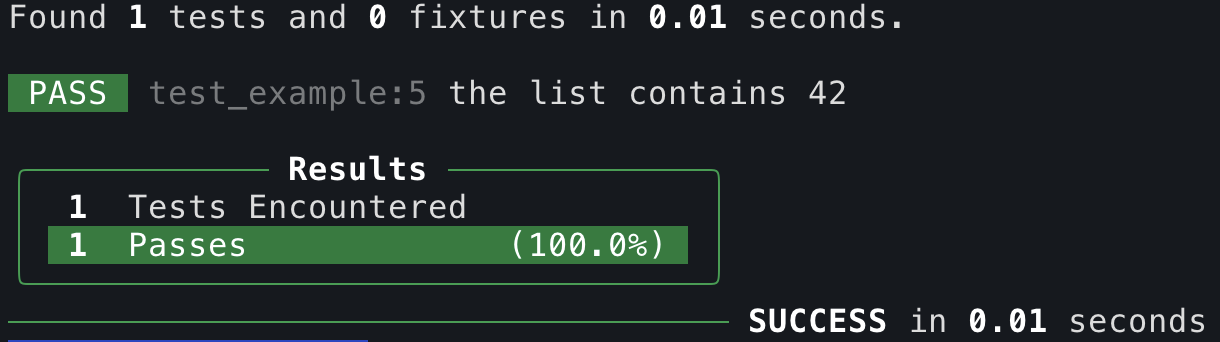 Found 1 tests and 0 fixtures in 0.01 seconds.
PASS test_example:5 the list contains 42
Results
1 Tests Encountered
1 Passes (100.0%)
SUCCESS in 0.01 seconds